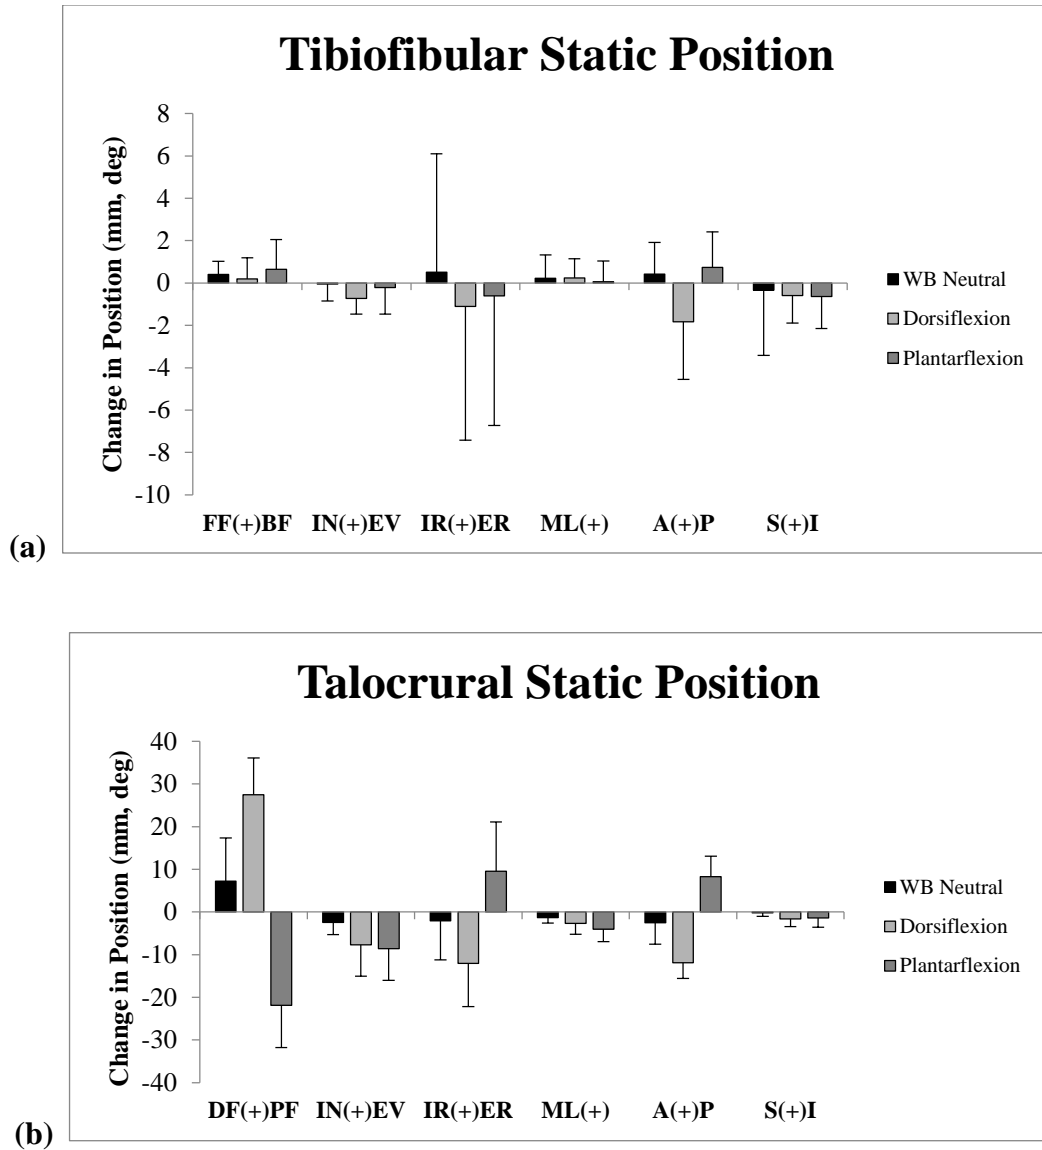 Tibiofibular Static Position
Change in Position (mm, deg)
8
6
4
2
0
-2
-4
-6
-8
-10
FF(+)BF IN(+)EV IR(+)ER ML(+) A(+)P S(+)I
WB Neutral
Dorsiflexion
Plantarflexion
(a)
Talocrural Static Position
Change in Position (mm, deg)
40
30
20
10
0
-10
-20
-30
-40
DF(+)PF IN(+)EV IR(+)ER ML(+) A(+)P S(+)I
WB Neutral
Dorsiflexion
Plantarflexion
(b)